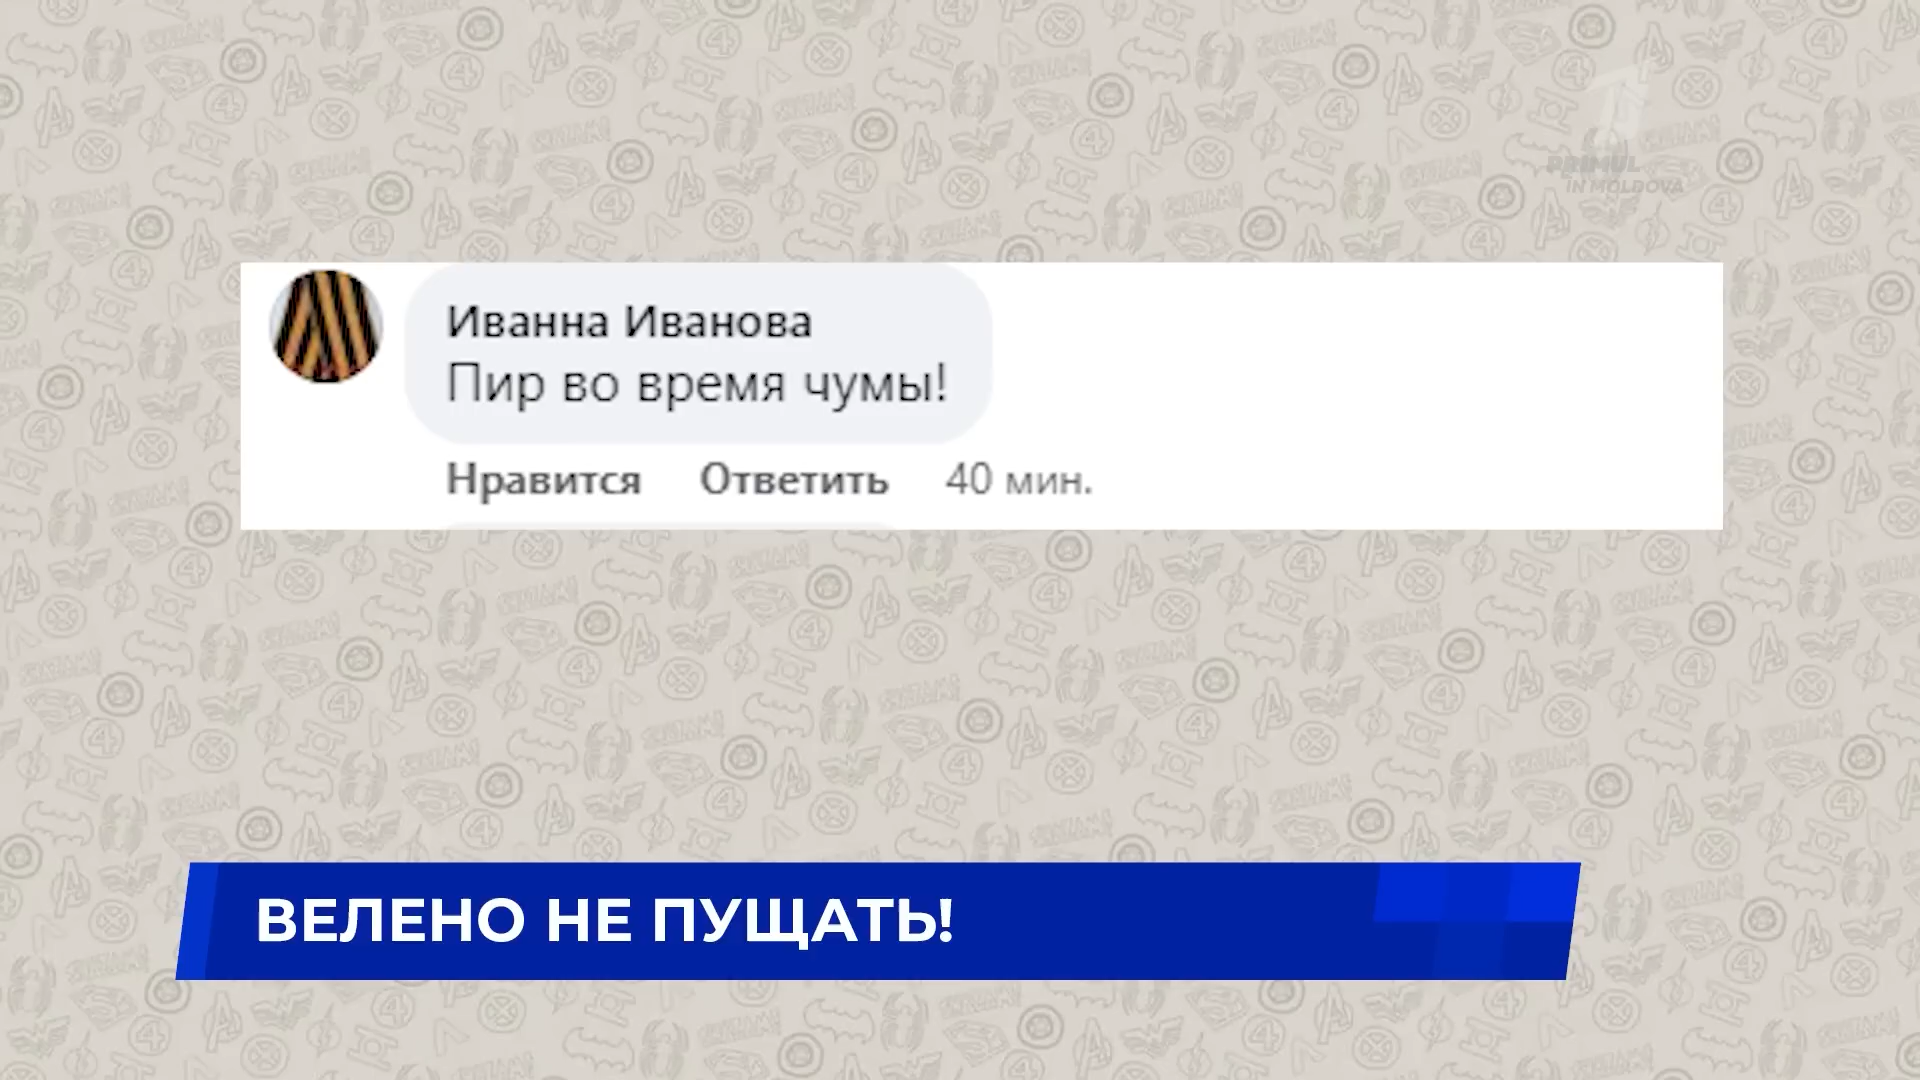 PRIMUL
ÎN MOLDOVA
Иванна Иванова
Пир во время чумы!
Нравится Ответить 40 мин.
ВЕЛЕНО НЕ ПУЩАТЬ!